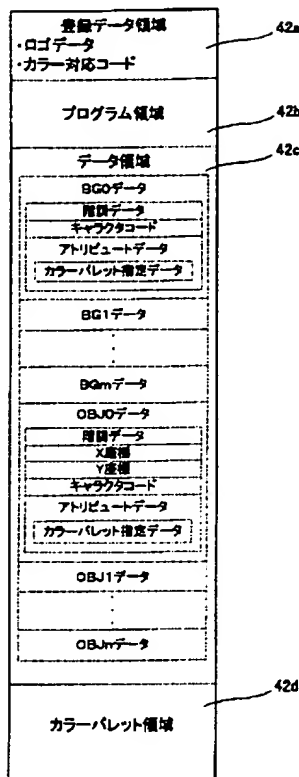 登録データ領域
・ロゴデータ
・カラー対応コード
42a
プログラム領域
42b
データ領域
42c
BG0データ
階調データ
キャラクタコード
アトリビュートデータ
カラーパレット指定データ
BG1データ
BGmデータ
OBJ0データ
階調データ
X座標
Y座標
キャラクタコード
アトリビュートデータ
カラーパレット指定データ
OBJ1データ
OBJnデータ
カラーパレット領域
42d